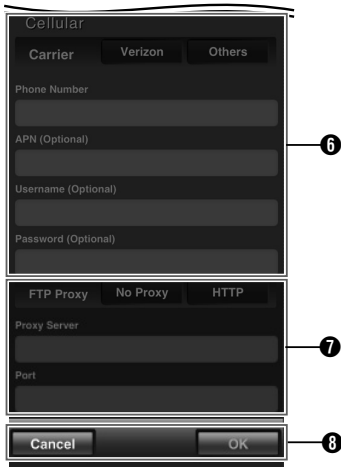 Cellular
Carrier Verizon Others
Phone Number
APN (Optional)
Username (Optional)
Password (Optional)
6
FTP Proxy No Proxy HTTP
Proxy Server
Port
7
Cancel OK
8